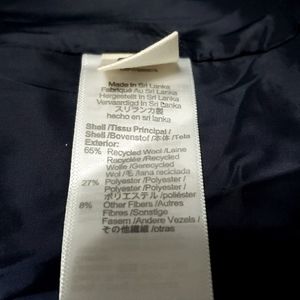 Made in Sri Lanka
Fabriqué Au Sri Lanka
Hergestellt in Sri Lanka
Vervaardigd In Sri Lanka
スリランカ製
hecho en sri lanka
Shell /Tissu Principal /
Shell /Bovenstof /本体 /Tela
Exterior:
65% Recycled Wool /Laine
Recyclée /Recycled
Wolle /Gerecycled
Wol /毛 /lana reciclada
27% Polyester /Polyester /
Polyester /Polyester /
ポリエステル /poliéster
8% Other Fibers /Autres
Fibres /Sonstige
Fasern /Andere Vezels /
その他繊維 /otras